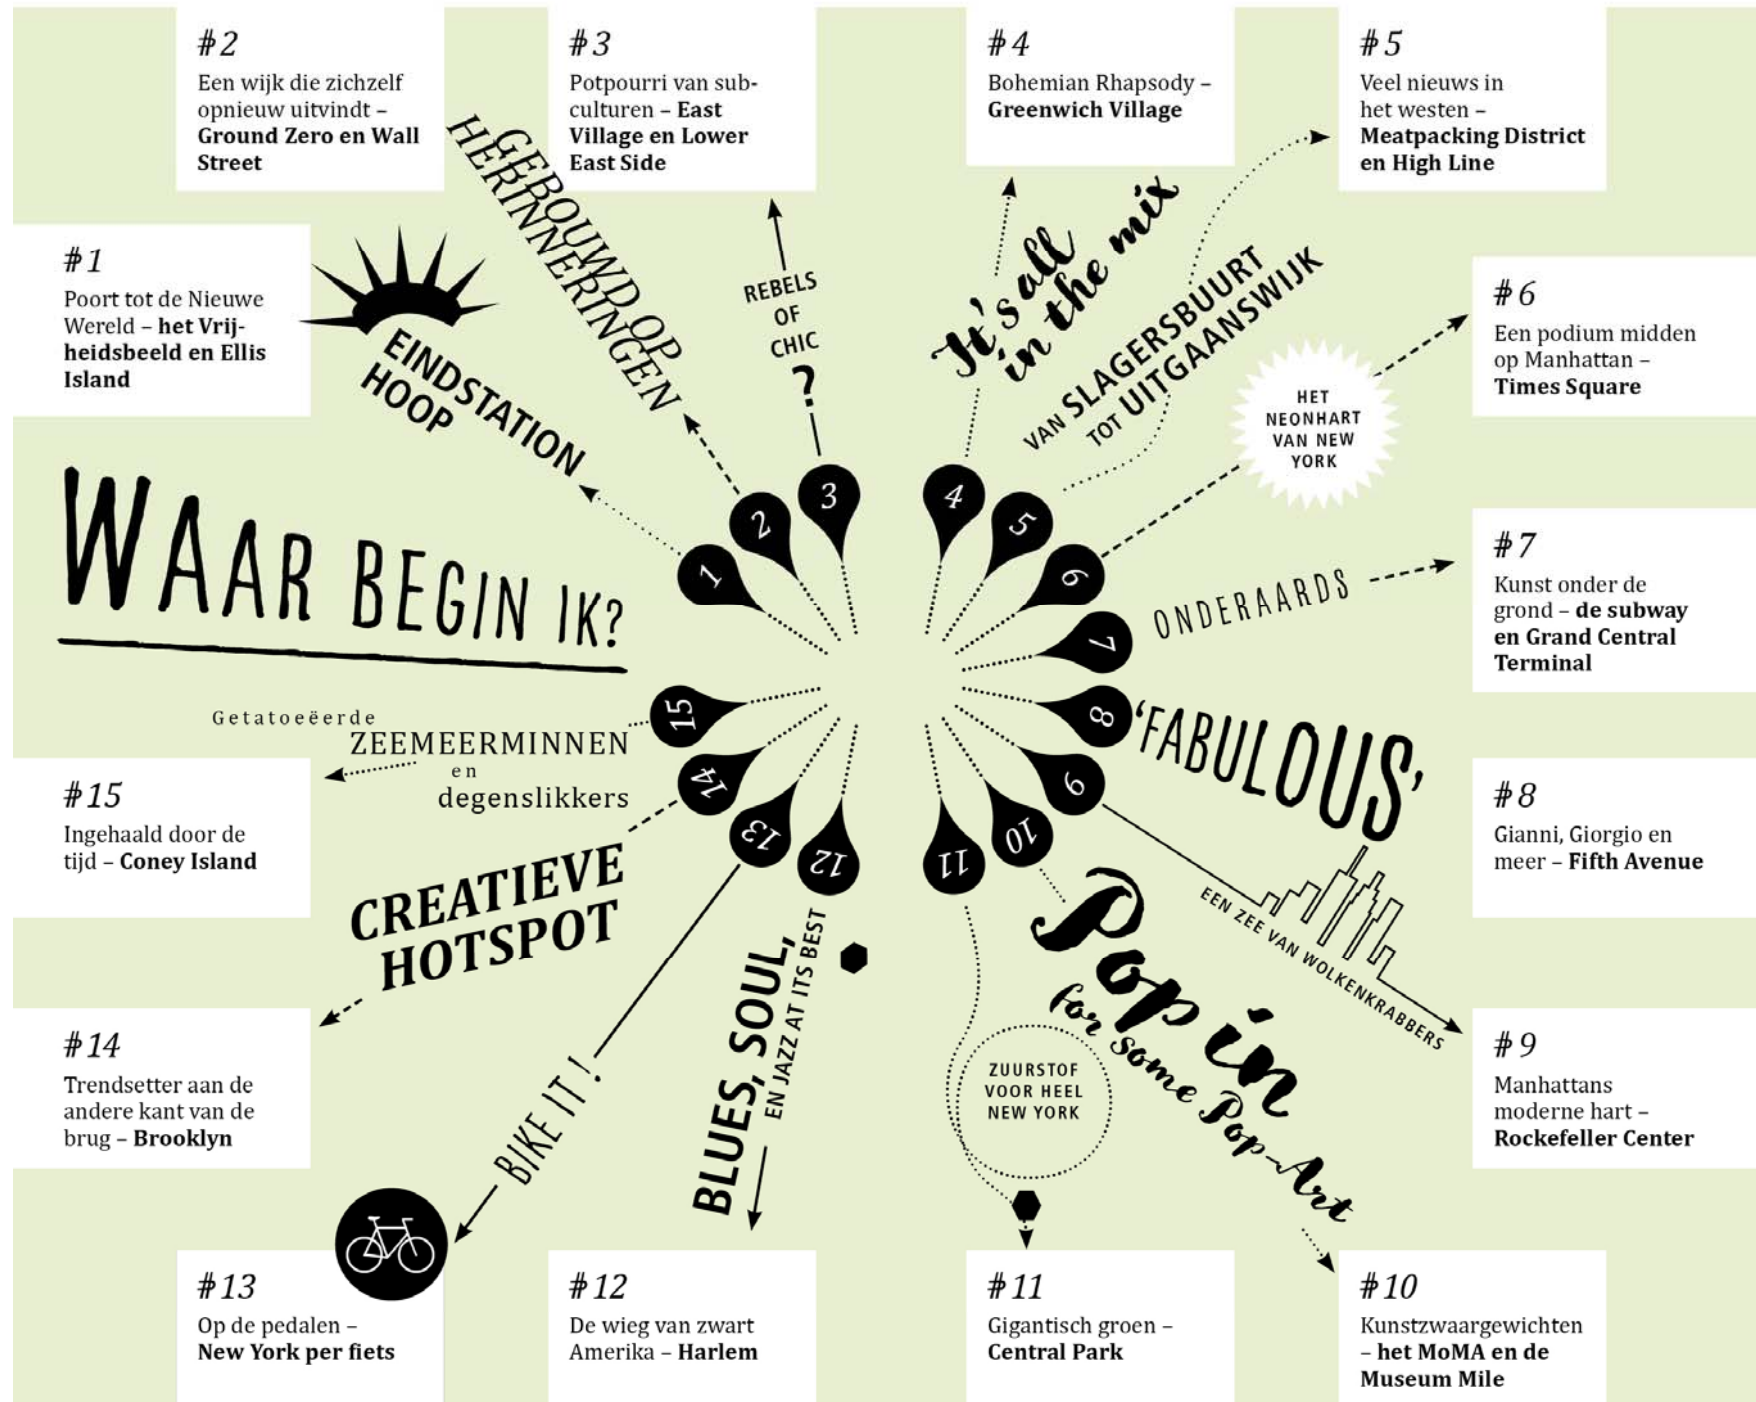 #2
Een wijk die zichzelf
opnieuw uitvindt –
Ground Zero en Wall
Street
#3
Potpourri van sub-
culturen – East
Village en Lower
East Side
#4
Bohemian Rhapsody –
Greenwich Village
#5
Veel nieuws in
het westen –
Meatpacking District
en High Line
#1
Poort tot de Nieuwe
Wereld – het Vrij-
heidsbeeld en Ellis
Island
EINDSTATION
HOOP
GEBOUWD OP
HERINNERINGEN
REBELS
OF
CHIC
?
It's all
in the mix
VAN SLAGERSBUURT
TOT UITGAANSWIJK
HET
NEONHART
VAN NEW
YORK
#6
Een podium midden
op Manhattan –
Times Square
WAAR BEGIN IK?
1
2
3
4
5
6
7
8
9
10
11
12
13
14
15
ONDERAARDS
#7
Kunst onder de
grond – de subway
en Grand Central
Terminal
'FABULOUS'
#8
Gianni, Giorgio en
meer – Fifth Avenue
Getatoeëerde
ZEEMEERMINNEN
en
degenslikkers
#15
Ingehaald door de
tijd – Coney Island
CREATIEVE
HOTSPOT
#14
Trendsetter aan de
andere kant van de
brug – Brooklyn
BIKE IT!
BLUES, SOUL,
EN JAZZ AT ITS BEST
ZUURSTOF
VOOR HEEL
NEW YORK
Pop in
for some Pop-Art
EEN ZEE VAN WOLKENKRABBERS
#9
Manhattans
moderne hart –
Rockefeller Center
#13
Op de pedalen –
New York per fiets
#12
De wieg van zwart
Amerika – Harlem
#11
Gigantisch groen –
Central Park
#10
Kunstzwaargewichten
– het MoMA en de
Museum Mile